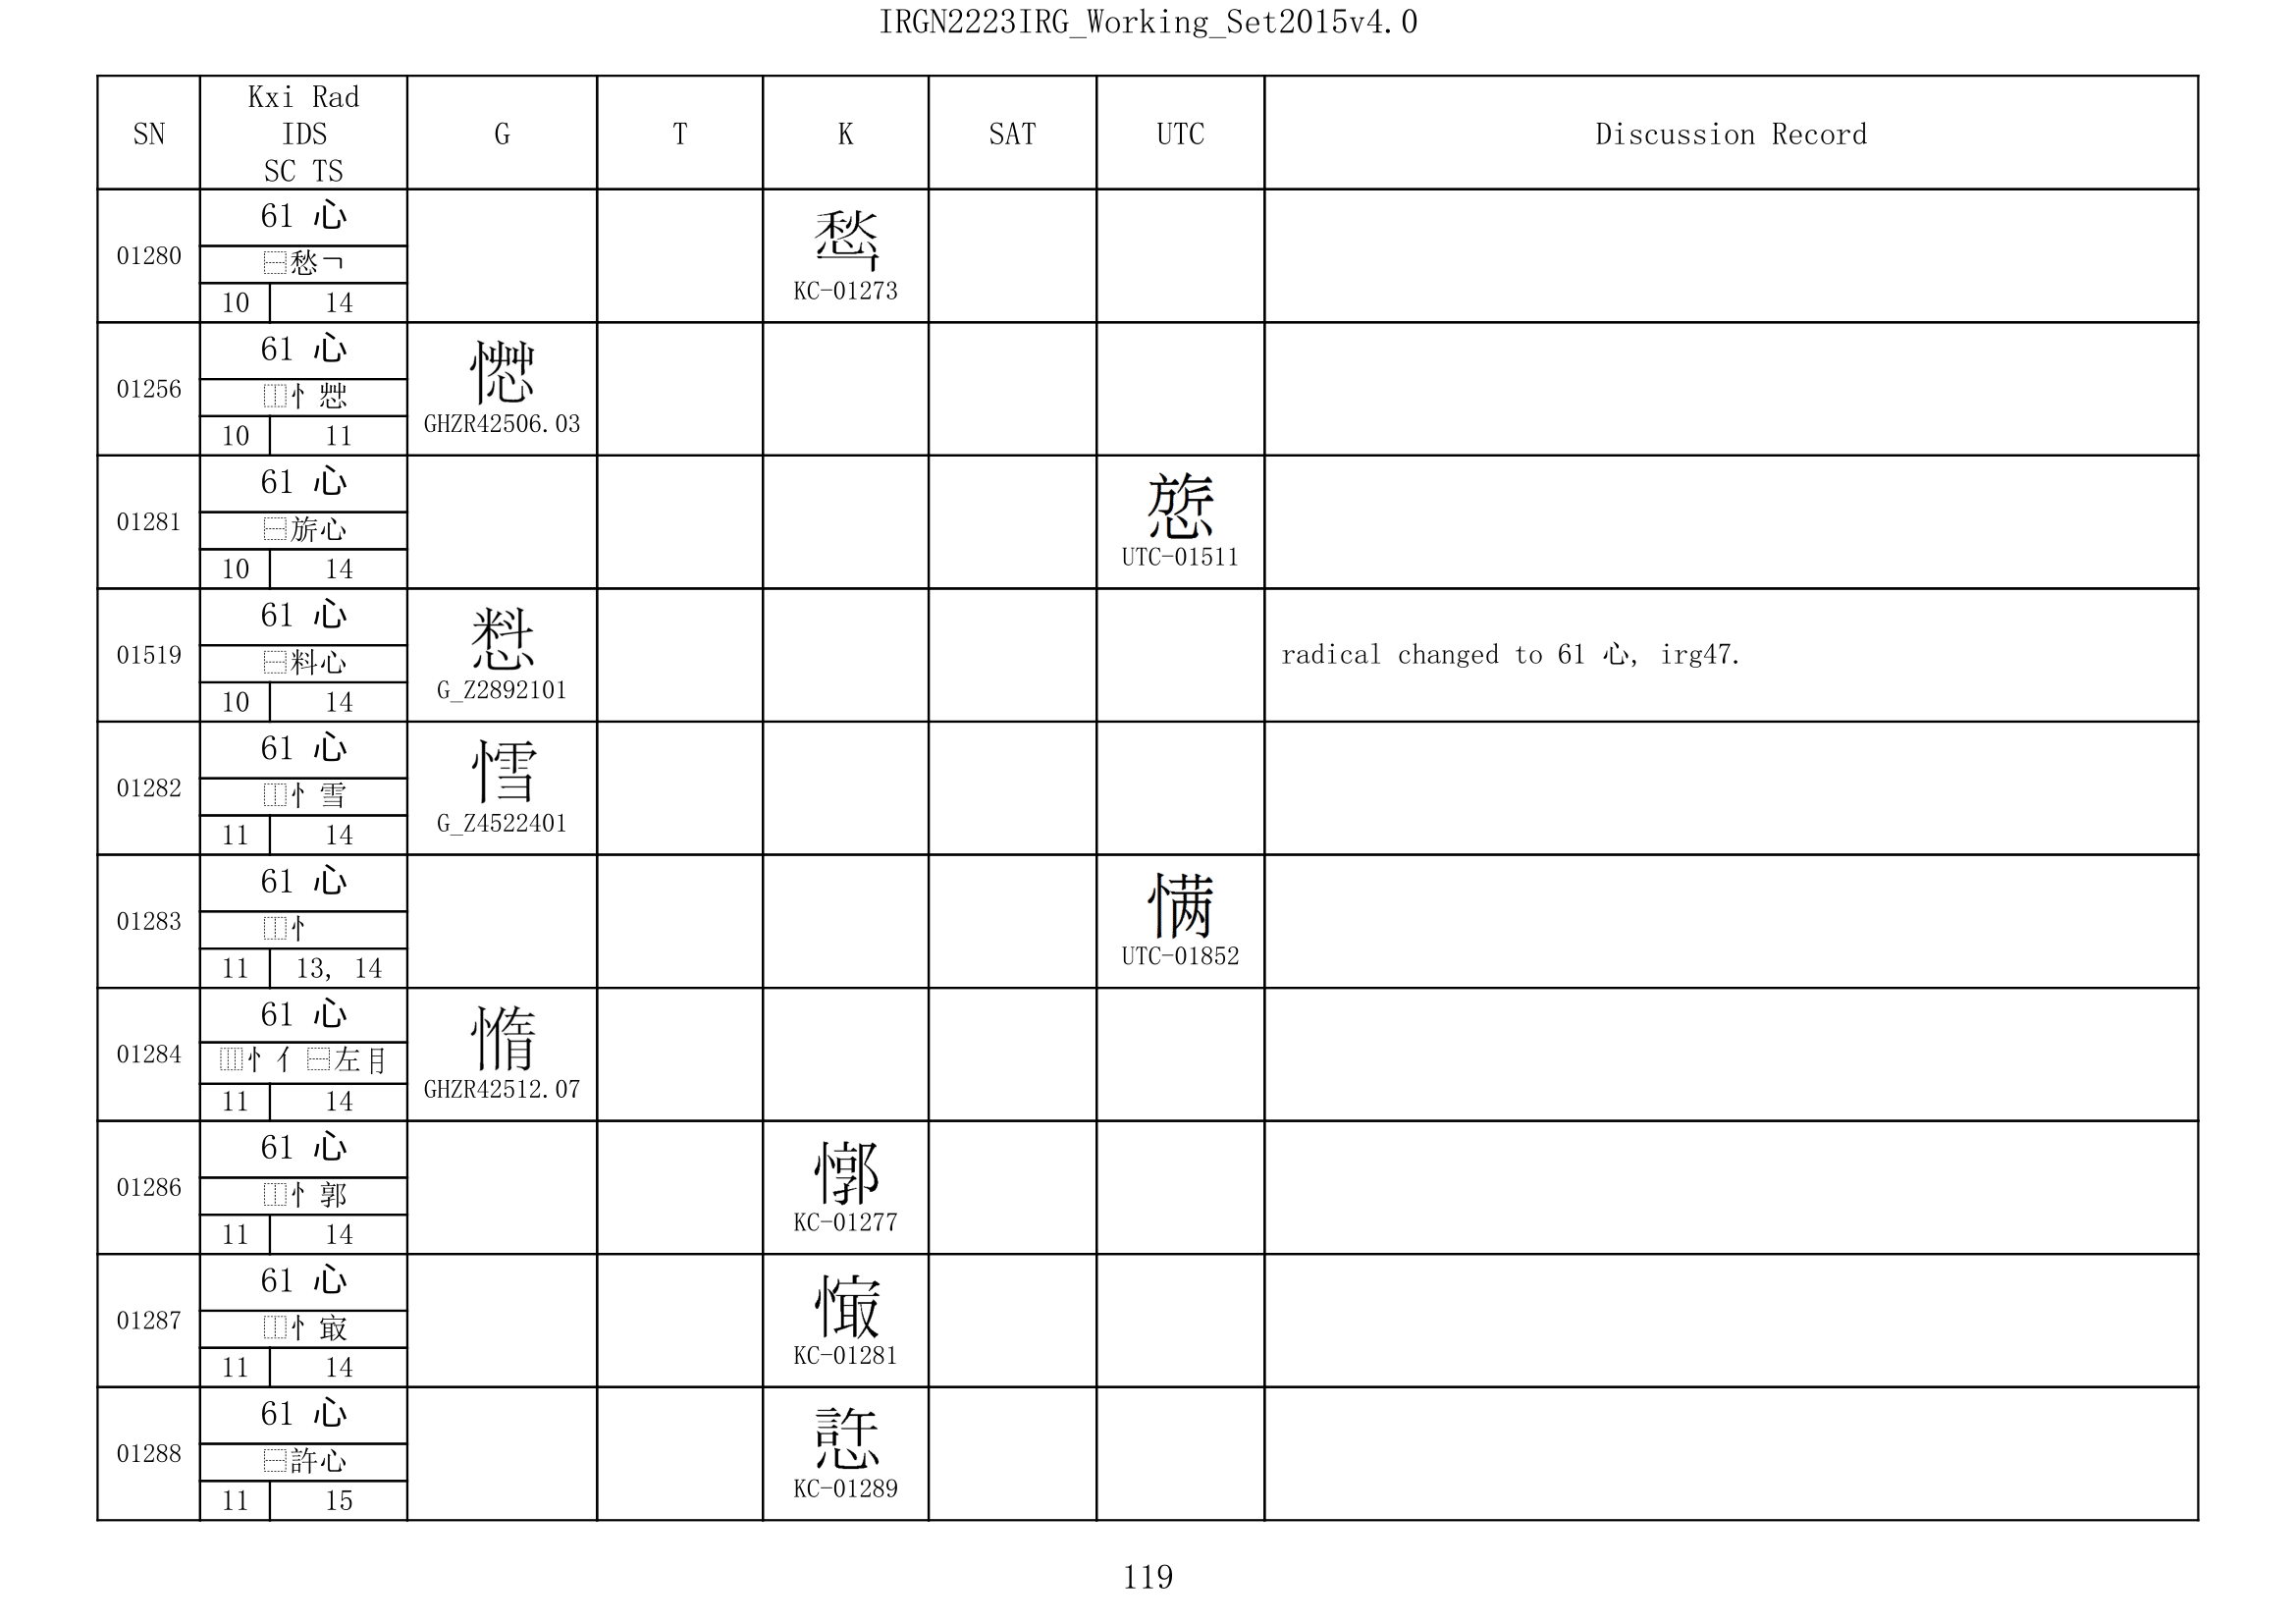 IRGN2223IRG_Working_Set2015v4.0
SN
Kxi Rad
IDS
SC TS
G
T
K
SAT
UTC
Discussion Record
01280
61 心
⿱愁乛
10 14
KC-01273
01256
61 心
⿰忄
10 11
GHZR42506.03
01281
61 心
⿱旂心
10 14
UTC-01511
01519
61 心
⿱料心
10 14
G_Z2892101
radical changed to 61 心, irg47.
01282
61 心
⿰忄雪
11 14
G_Z4522401
01283
61 心
⿰忄
11 13, 14
UTC-01852
01284
61 心
⿲忄亻⿱左⺝
11 14
GHZR42512.07
01286
61 心
⿰忄郭
11 14
KC-01277
01287
61 心
⿰忄㝡
11 14
KC-01281
01288
61 心
⿱許心
11 15
KC-01289
119